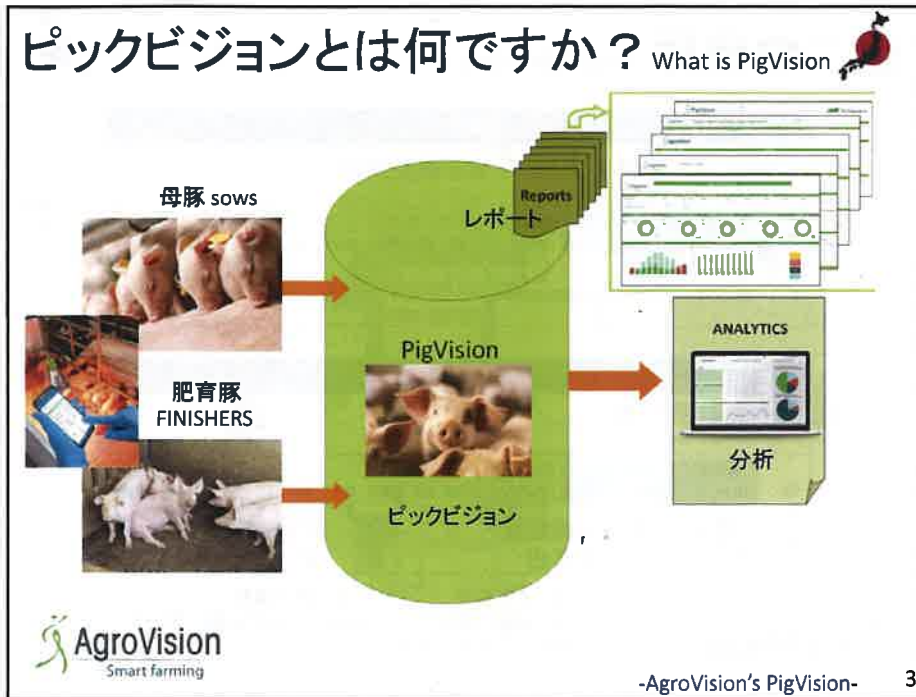 ピックビジョンとは何ですか？ What is PigVision
母豚 sows
肥育豚
FINISHERS
Reports
レポート
PigVision
ピックビジョン
ANALYTICS
分析
AgroVision
Smart farming
-AgroVision's PigVision-
3